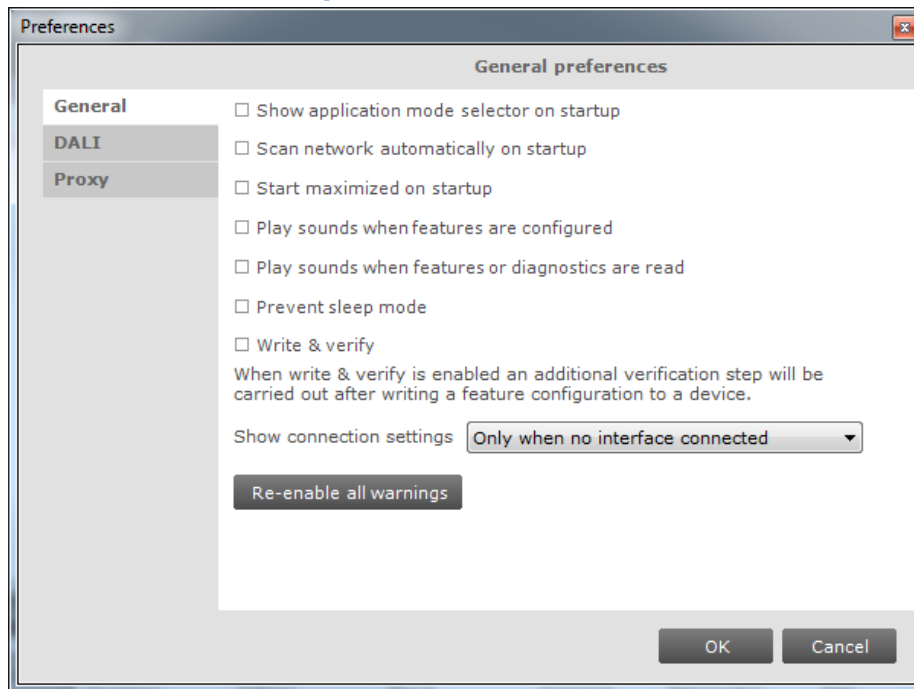 Preferences
General preferences
General
DALI
Proxy
Show application mode selector on startup
Scan network automatically on startup
Start maximized on startup
Play sounds when features are configured
Play sounds when features or diagnostics are read
Prevent sleep mode
Write & verify
When write & verify is enabled an additional verification step will be
carried out after writing a feature configuration to a device.
Show connection settings Only when no interface connected
Re-enable all warnings
OK Cancel